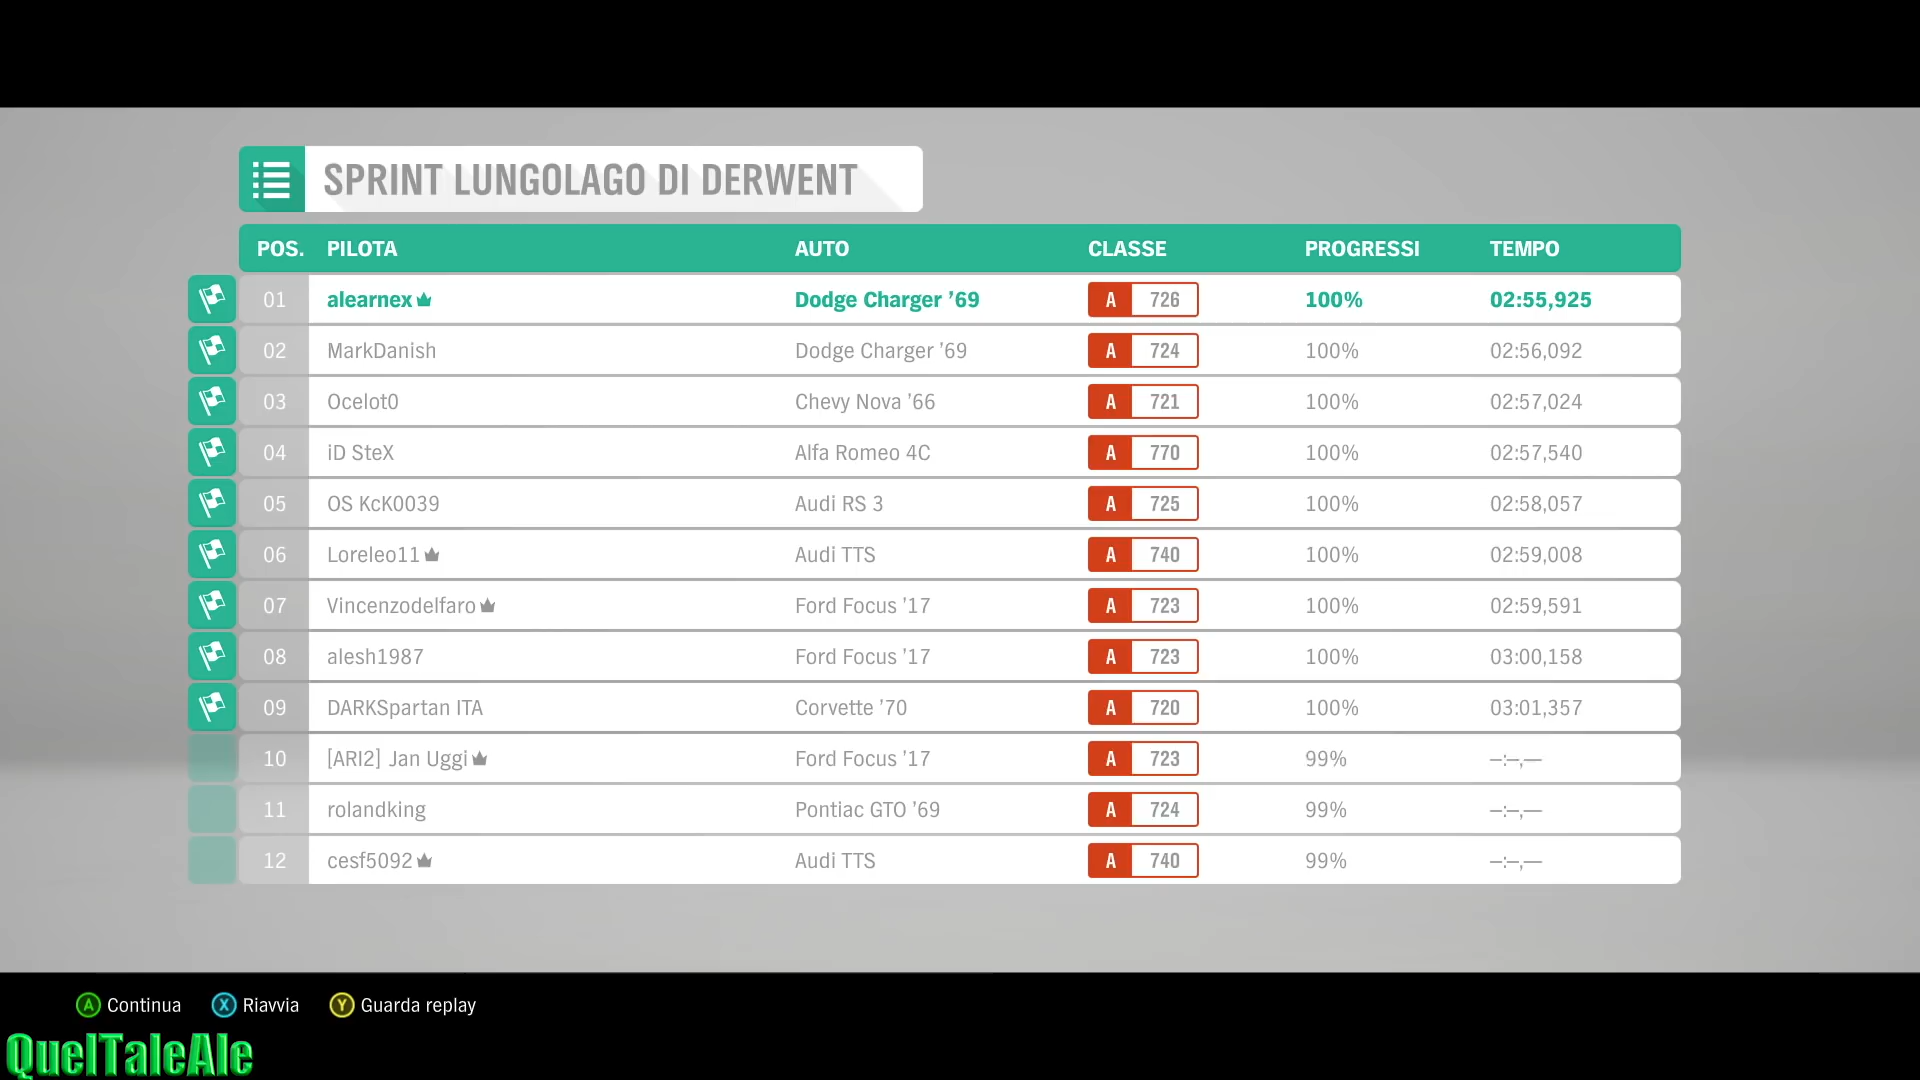 SPRINT LUNGOLAGO DI DERWENT
POS. PILOTA AUTO CLASSE PROGRESSI TEMPO
01 alearnex Dodge Charger ’69 A 726 100% 02:55,925
02 MarkDanish Dodge Charger ’69 A 724 100% 02:56,092
03 Ocelot0 Chevy Nova ’66 A 721 100% 02:57,024
04 iD SteX Alfa Romeo 4C A 770 100% 02:57,540
05 OS KcK0039 Audi RS 3 A 725 100% 02:58,057
06 Loreleo11 Audi TTS A 740 100% 02:59,008
07 Vincenzodelfaro Ford Focus ’17 A 723 100% 02:59,591
08 alesh1987 Ford Focus ’17 A 723 100% 03:00,158
09 DARKSpartan ITA Corvette ’70 A 720 100% 03:01,357
10 [ARI2] Jan Uggi Ford Focus ’17 A 723 99% –:–,––
11 rolandking Pontiac GTO ’69 A 724 99% –:–,––
12 cesf5092 Audi TTS A 740 99% –:–,––
A Continua X Riavvia Y Guarda replay
QuelTaleAle